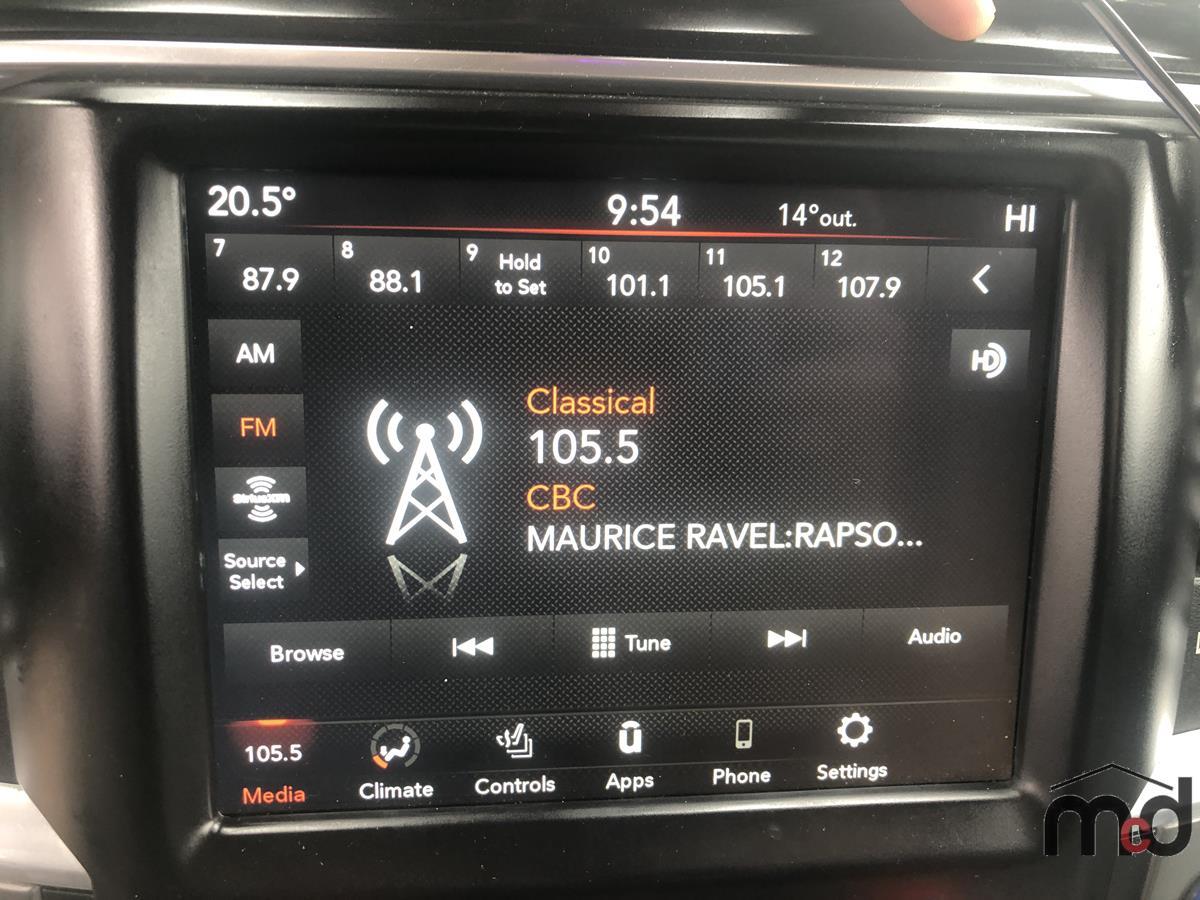 20.5° 9:54 14°out. HI
7 87.9 8 88.1 9 Hold to Set 10 101.1 11 105.1 12 107.9
AM
HD
Classical
FM
105.5
SiriusXM
CBC
MAURICE RAVEL:RAPSO...
Source
Select
Browse Tune Audio
105.5
Media Climate Controls Apps Phone Settings
mcd